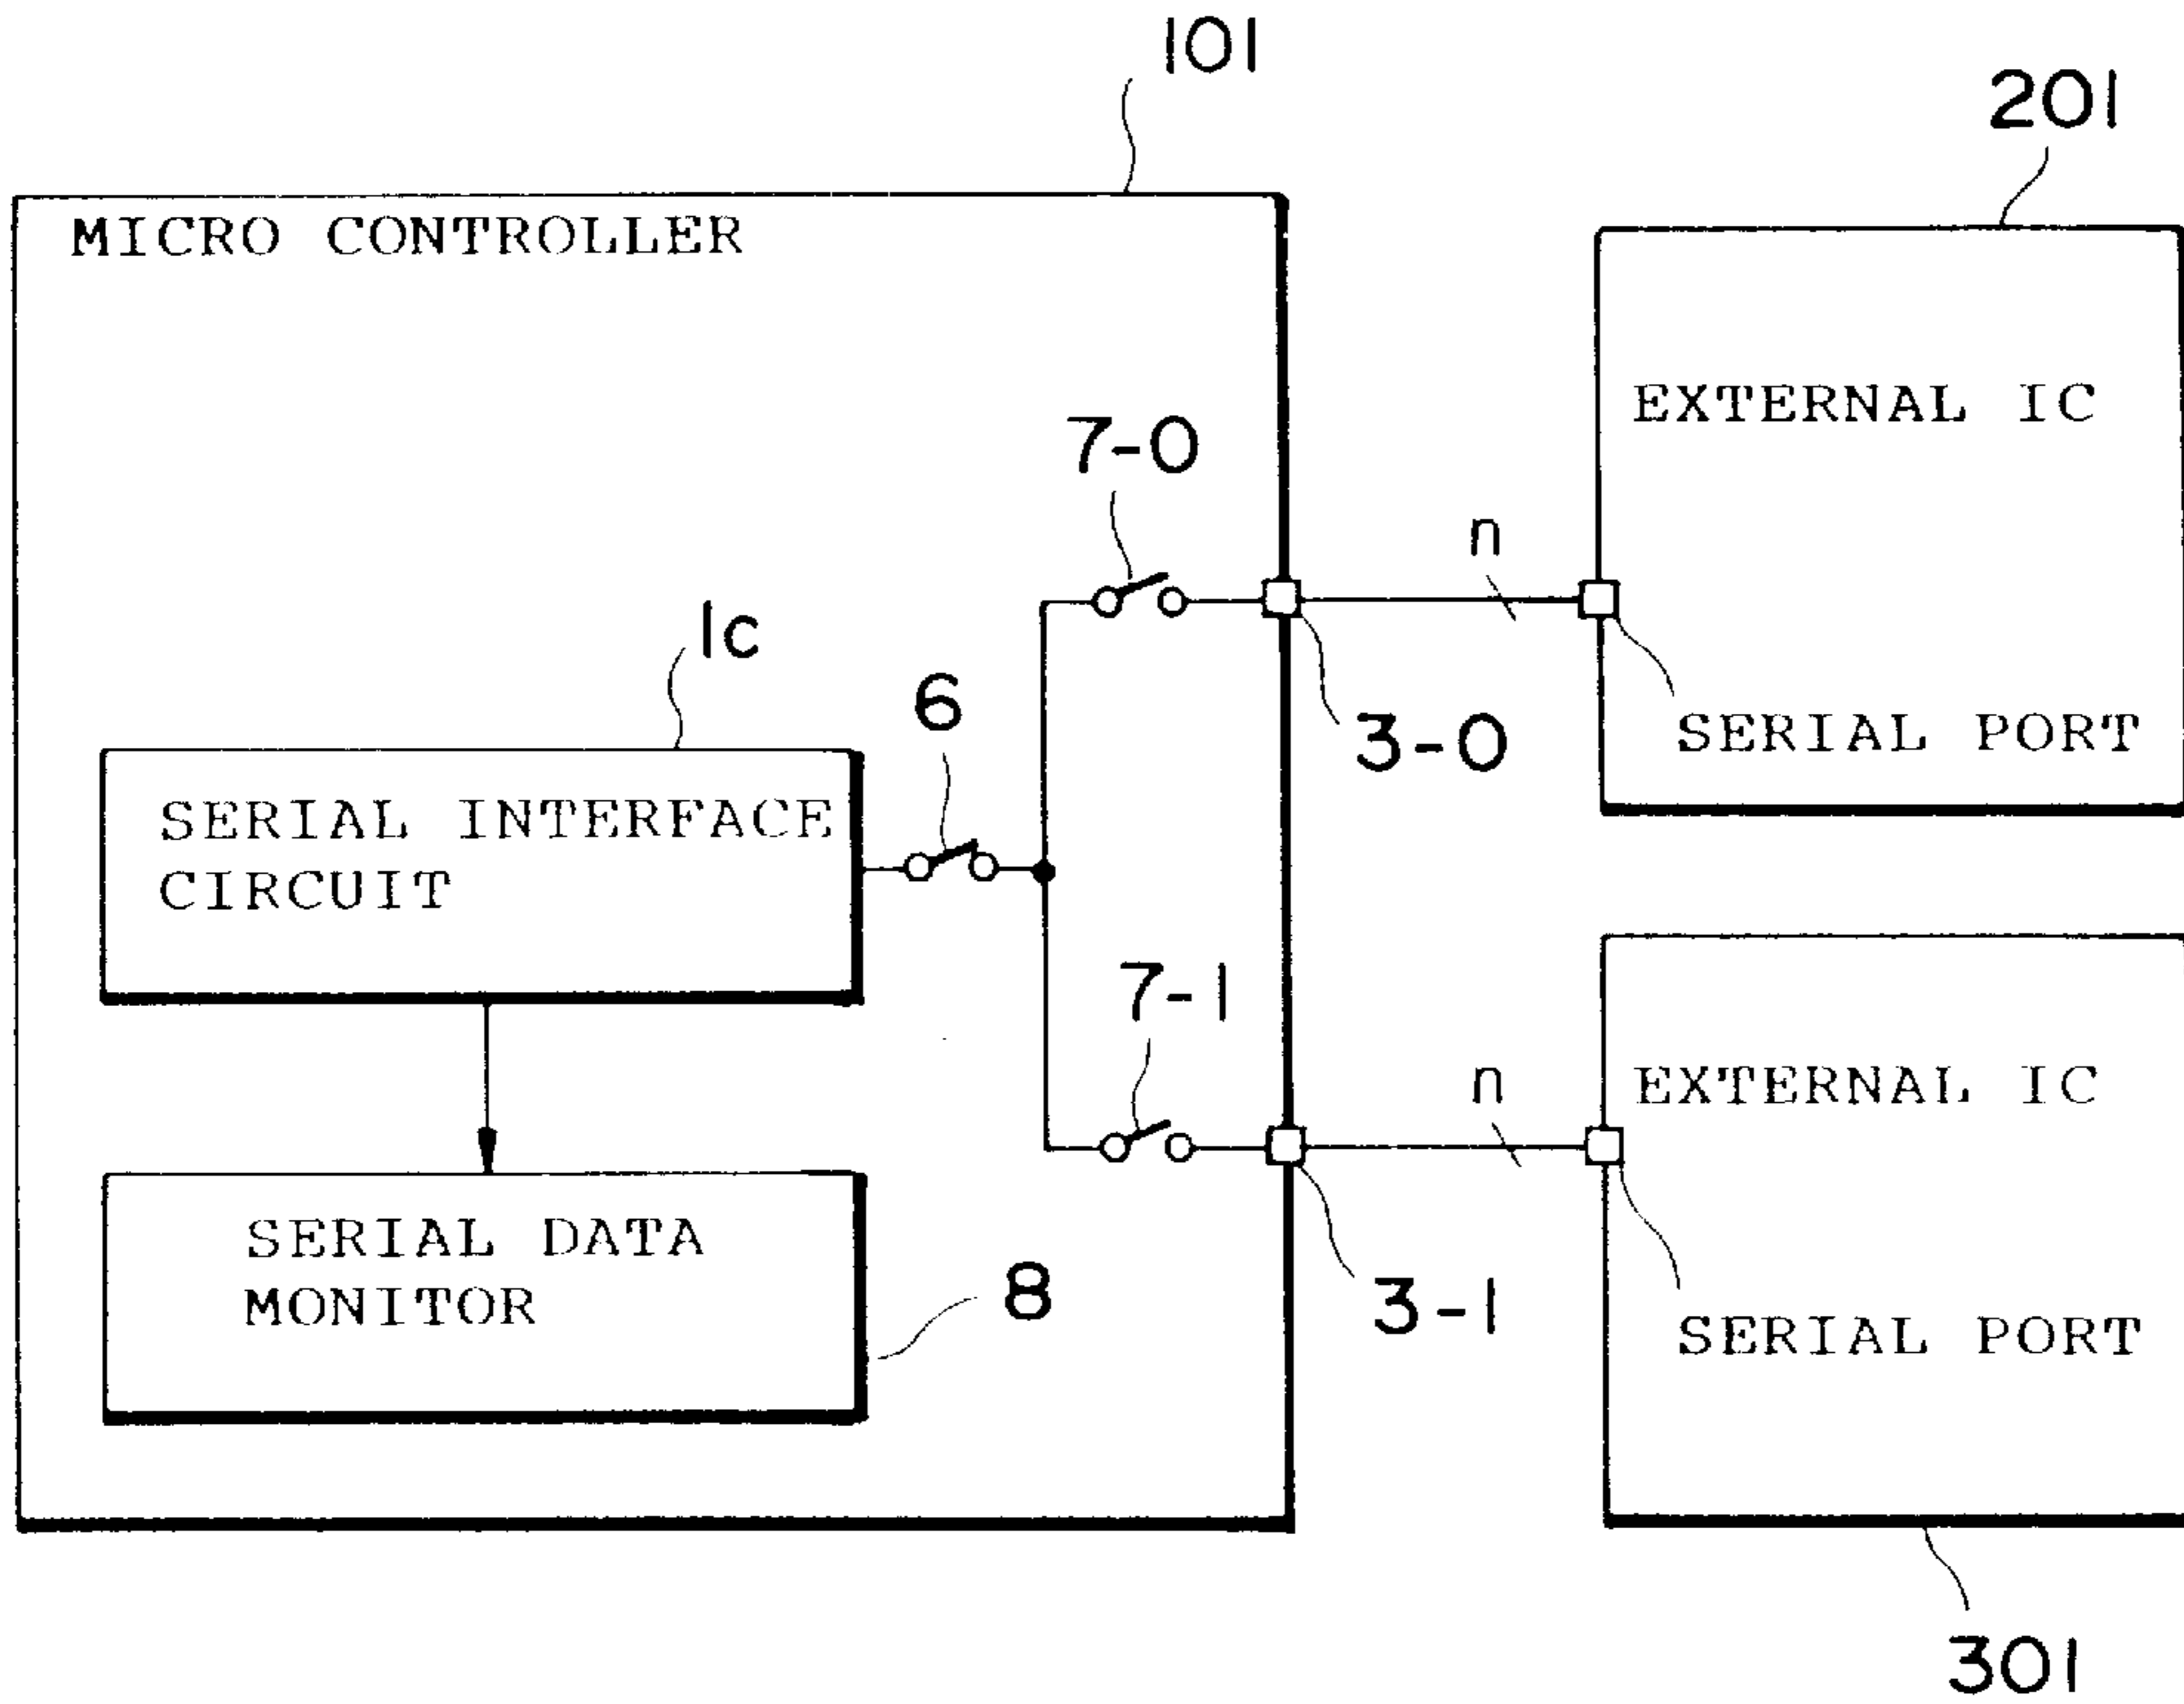 101
201
MICRO CONTROLLER
EXTERNAL IC
7-0
n
1c
6
3-0
SERIAL PORT
SERIAL INTERFACE
CIRCUIT
7-1
n
EXTERNAL IC
SERIAL DATA
MONITOR
8
3-1
SERIAL PORT
301